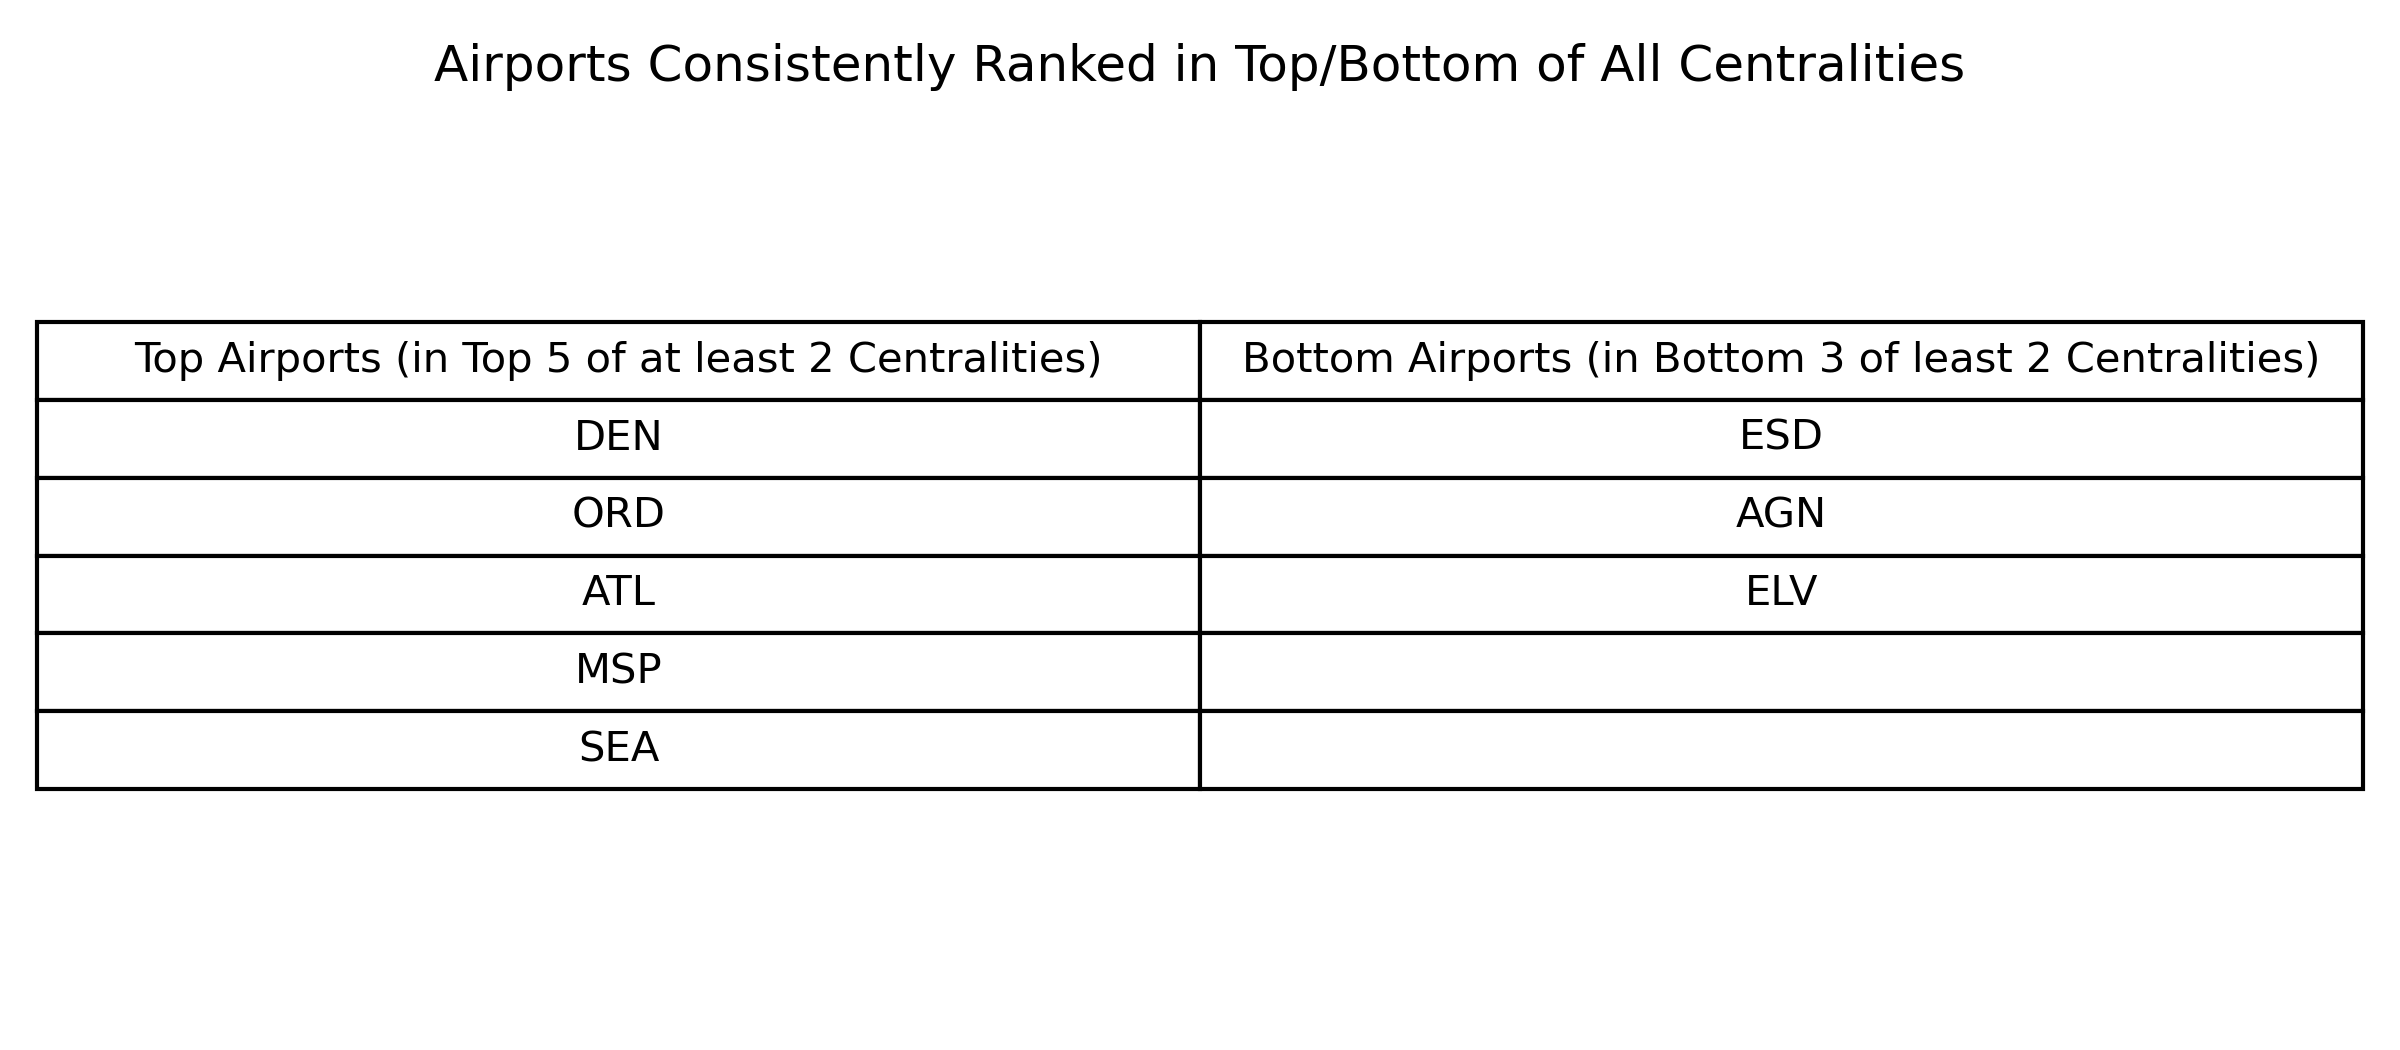 Airports Consistently Ranked in Top/Bottom of All Centralities
Top Airports (in Top 5 of at least 2 Centralities) Bottom Airports (in Bottom 3 of least 2 Centralities)
DEN ESD
ORD AGN
ATL ELV
MSP
SEA